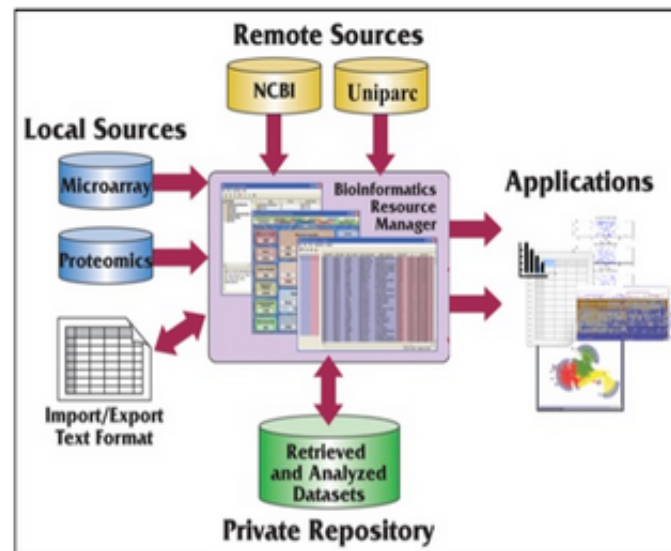 Remote Sources
NCBI
Uniparc
Local Sources
Microarray
Proteomics
Bioinformatics
Resource
Manager
Applications
Import/Export
Text Format
Retrieved
and Analyzed
Datasets
Private Repository